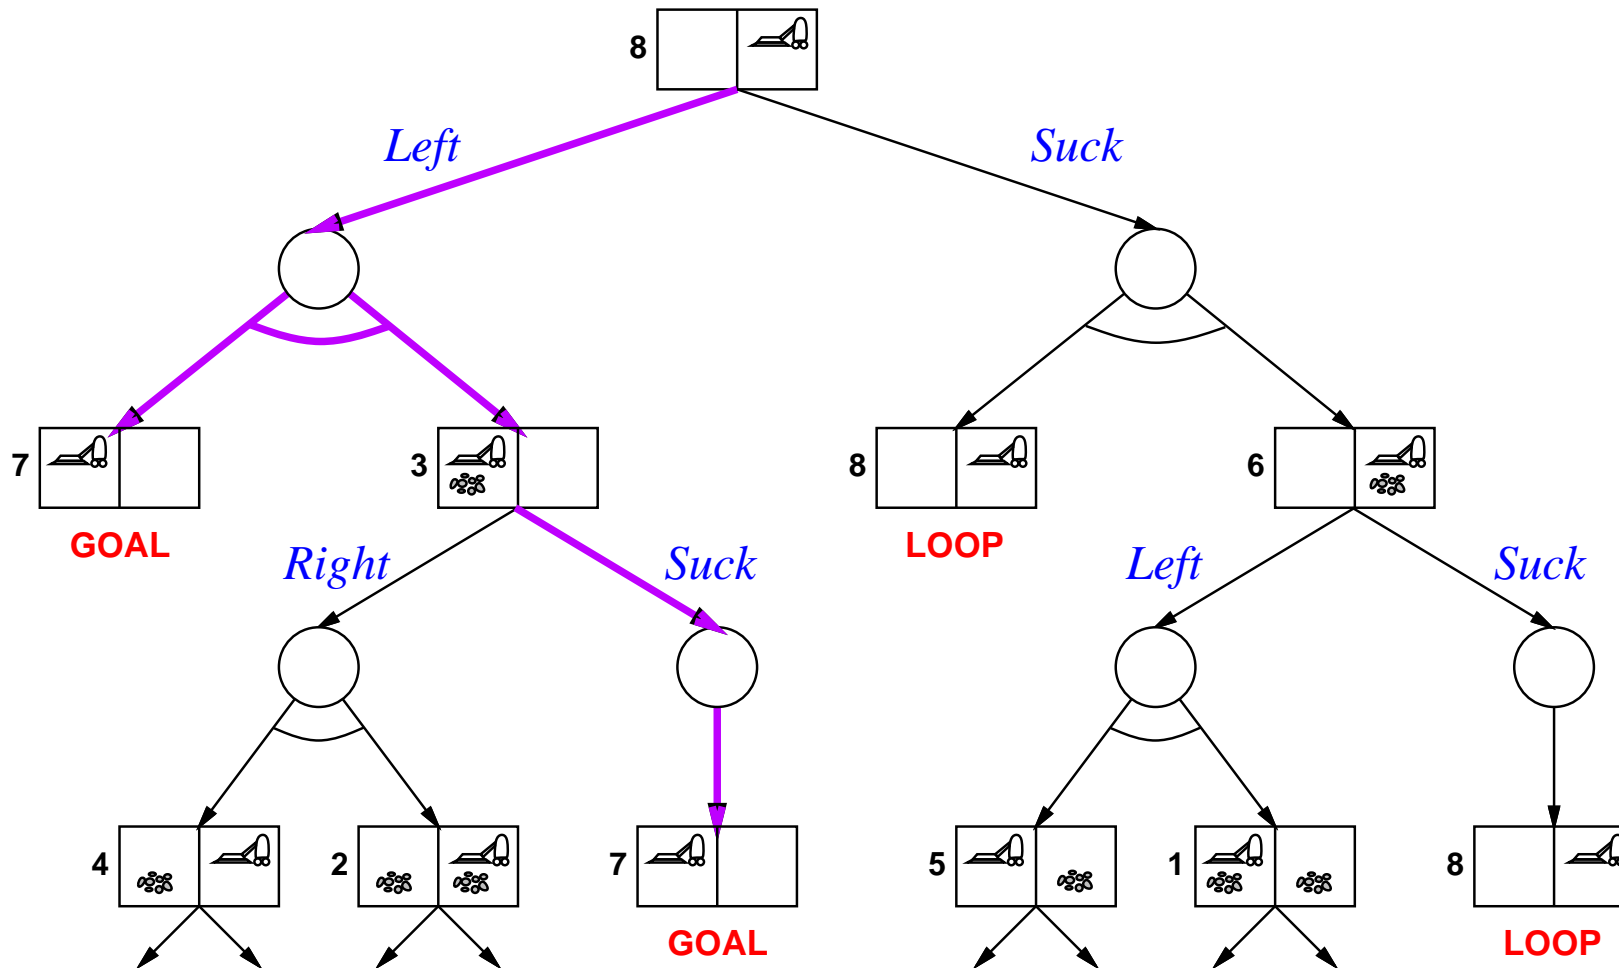 8
Left Suck
7 3 8 6
GOAL LOOP
Right Suck Left Suck
4 2 7 5 1 8
GOAL LOOP